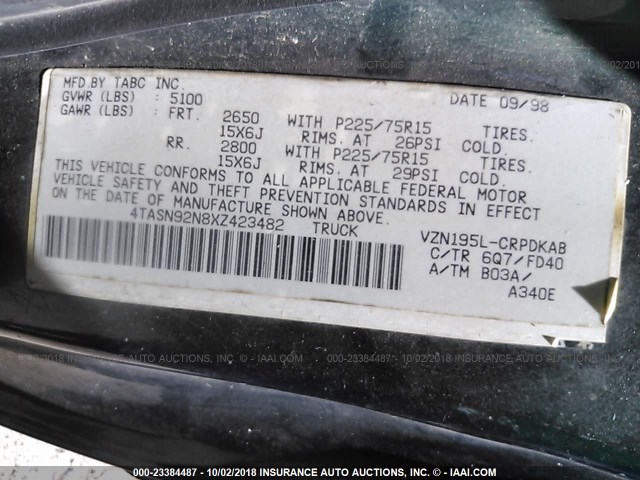 MFD BY TABC INC. DATE 09/98
GVWR (LBS) : 5100
GAWR (LBS) : FRT. 2650 WITH P225/75R15 TIRES.
15X6J RIMS. AT 26PSI COLD.
RR. 2800 WITH P225/75R15 TIRES.
15X6J RIMS. AT 29PSI COLD.
THIS VEHICLE CONFORMS TO ALL APPLICABLE FEDERAL MOTOR
VEHICLE SAFETY AND THEFT PREVENTION STANDARDS IN EFFECT
ON THE DATE OF MANUFACTURE SHOWN ABOVE.
4TASN92N8XZ423482 TRUCK VZN195L-CRPDKAB
C/TR 6Q7/FD40
A/TM B03A/
A340E
000-23384487 - 10/02/2018 INSURANCE AUTO AUCTIONS, INC. - © IAAI.COM